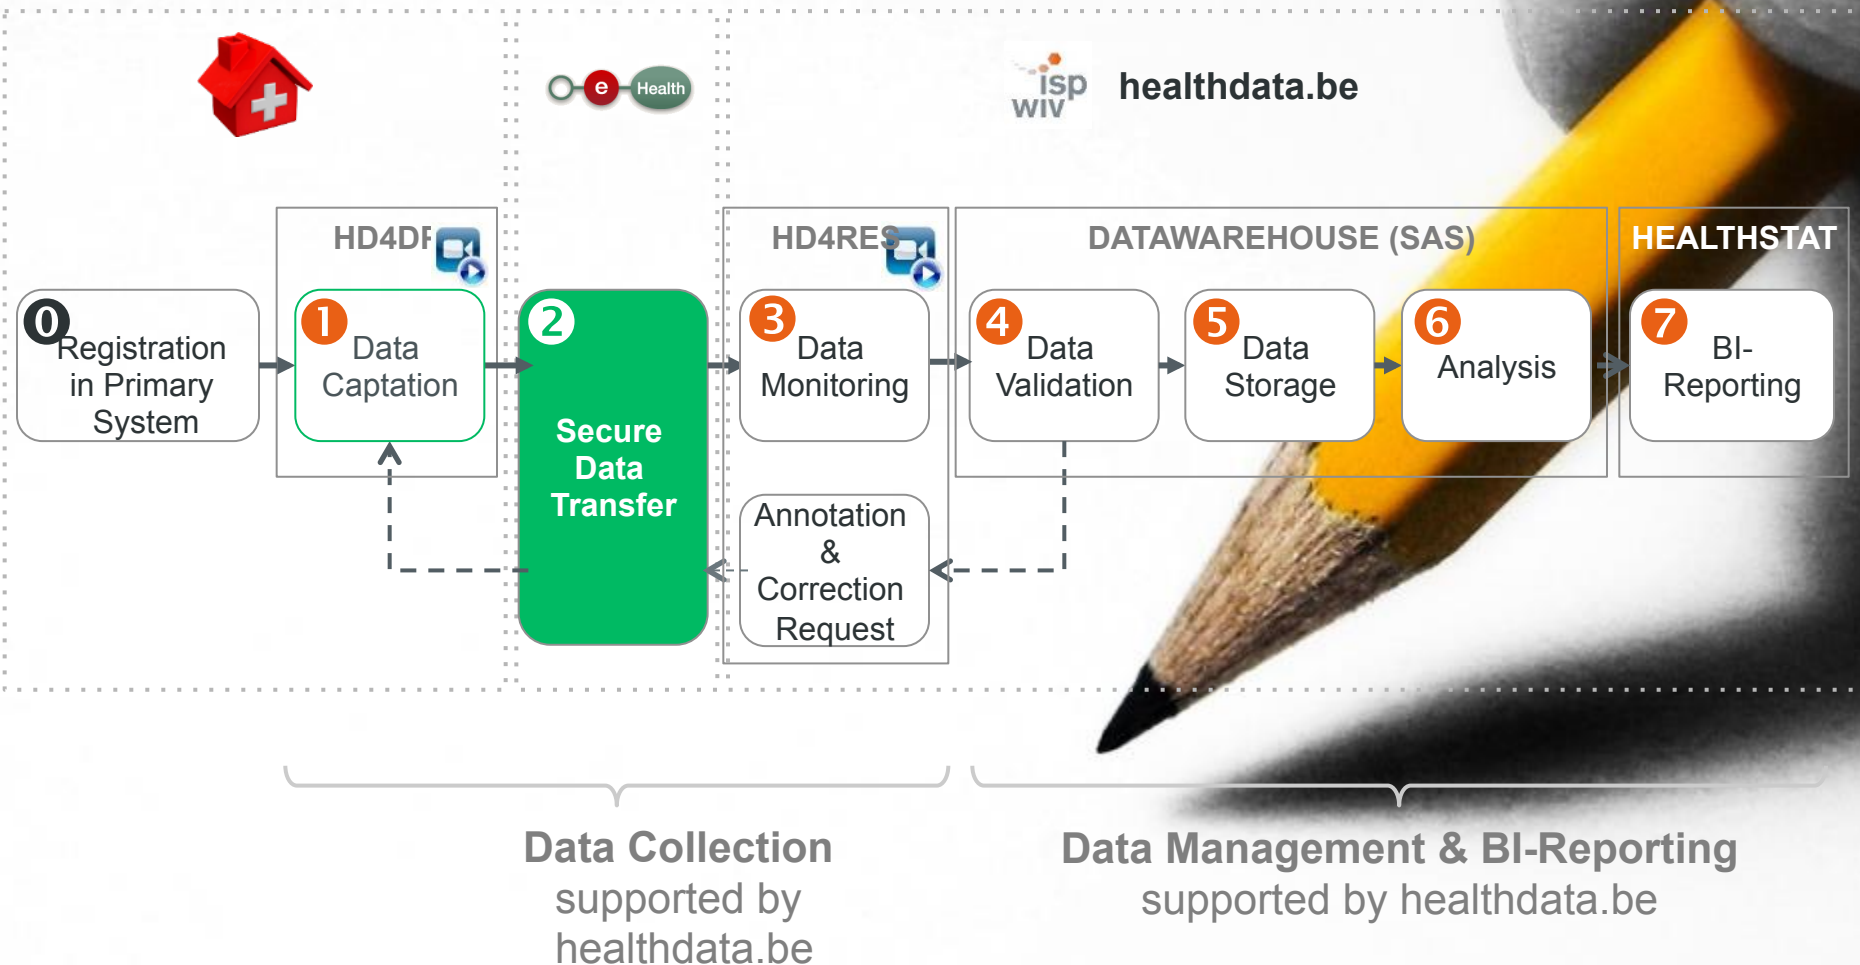 e Health
isp
wiv
healthdata.be
HD4RES
DATAWAREHOUSE (SAS)
HEALTHSTAT
0
Registration
in Primary
System
1
Data
Captation
2
Secure
Data
Transfer
3
Data
Monitoring
4
Data
Validation
5
Data
Storage
6
Analysis
7
BI-
Reporting
Annotation
&
Correction
Request
Data Collection
supported by
healthdata.be
Data Management & BI-Reporting
supported by healthdata.be